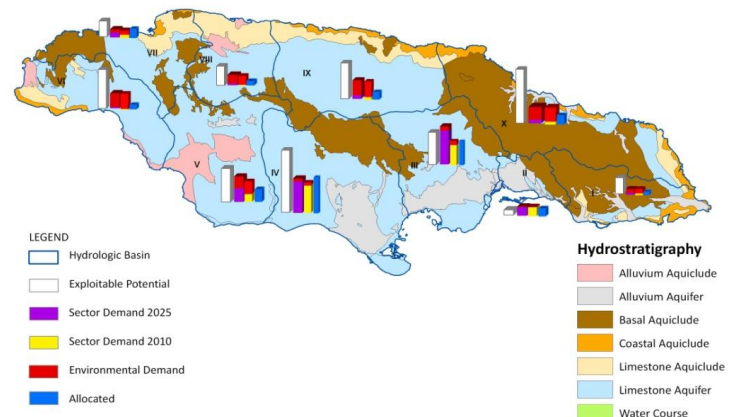 VII
VIII
IX
VI
X
V
IV
III
II
I
LEGEND
Hydrologic Basin
Exploitable Potential
Sector Demand 2025
Sector Demand 2010
Environmental Demand
Allocated
Hydrostratigraphy
Alluvium Aquiclude
Alluvium Aquifer
Basal Aquiclude
Coastal Aquiclude
Limestone Aquiclude
Limestone Aquifer
Water Course